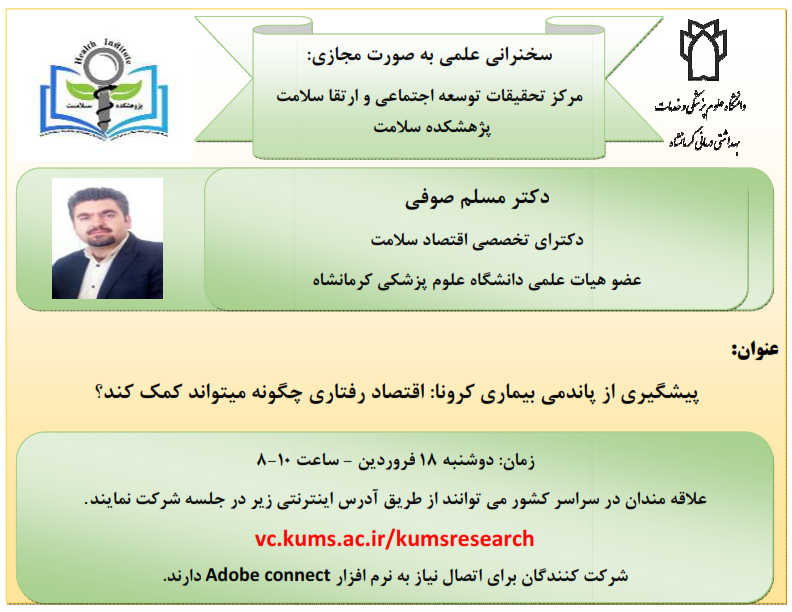 Health Institute
پژوهشکده سلامت
سخنرانی علمی به صورت مجازی:
مرکز تحقیقات توسعه اجتماعی و ارتقا سلامت
پژهشکده سلامت
دانشگاه علوم پزشکی و خدمات
بهداشتی درمانی کرمانشاه
دکتر مسلم صوفی
دکترای تخصصی اقتصاد سلامت
عضو هیات علمی دانشگاه علوم پزشکی کرمانشاه
عنوان:
پیشگیری از پاندمی بیماری کرونا: اقتصاد رفتاری چگونه میتواند کمک کند؟
زمان: دوشنبه ۱۸ فروردین - ساعت ۱۰-۸
علاقه مندان در سراسر کشور می توانند از طریق آدرس اینترنتی زیر در جلسه شرکت نمایند.
vc.kums.ac.ir/kumsresearch
شرکت کنندگان برای اتصال نیاز به نرم افزار Adobe connect دارند.